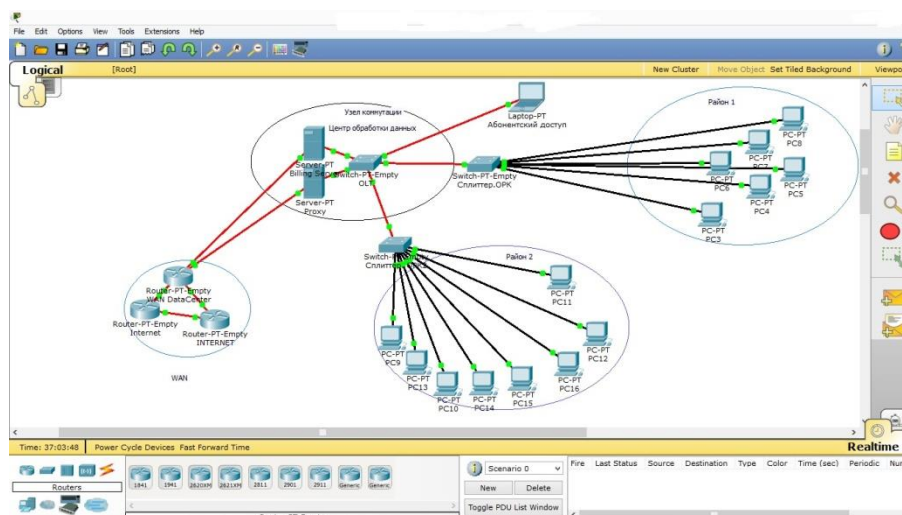 File Edit Options View Tools Extensions Help
Logical
[Root]
New Cluster
Move Object
Set Tiled Background
Viewpo
Узел коммутации
Центр обработки данных
Laptop-PT
Абонентский доступ
Район 1
PC-PT
PC8
PC-PT
PC7
PC-PT
PC6
PC-PT
PC5
PC-PT
PC4
PC-PT
PC3
Server-PT
Billing Server
Switch-PT-Empty
OLT
Server-PT
Proxy
Switch-PT-Empty
Сплиттер.ОРК
Switch-PT-Empty
Сплиттер
Район 2
PC-PT
PC11
PC-PT
PC12
PC-PT
PC9
PC-PT
PC13
PC-PT
PC10
PC-PT
PC14
PC-PT
PC15
PC-PT
PC16
Router-PT-Empty
WAN DataCenter
Router-PT-Empty
Internet
Router-PT-Empty
INTERNET
WAN
Time: 37:03:48
Power Cycle Devices Fast Forward Time
Realtime
Routers
1841
1941
2620XM
2621XM
2811
2901
2911
Generic
Generic
Scenario 0
New
Delete
Toggle PDU List Window
Fire Last Status Source Destination Type Color Time (sec) Periodic Nu